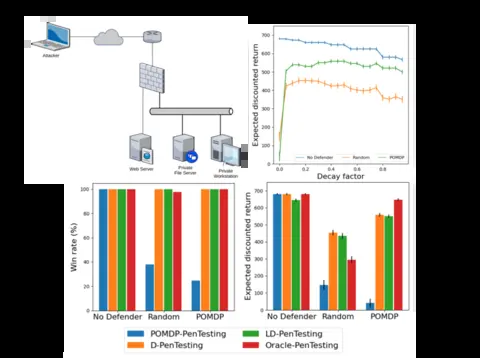 Attacker
Web Server
Private
File Server
Private
Workstation
Expected discounted return
700
600
500
400
300
200
100
0
0.0 0.2 0.4 0.6 0.8
No Defender Random POMDP
Decay factor
Win rate (%)
100
80
60
40
20
0
No Defender Random POMDP
Expected discounted return
700
600
500
400
300
200
100
0
No Defender Random POMDP
POMDP-PenTesting LD-PenTesting
D-PenTesting Oracle-PenTesting